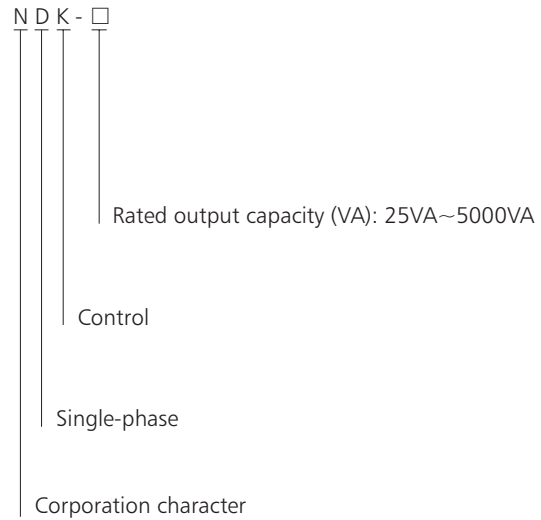 N D K - □
Rated output capacity (VA): 25VA~5000VA
Control
Single-phase
Corporation character